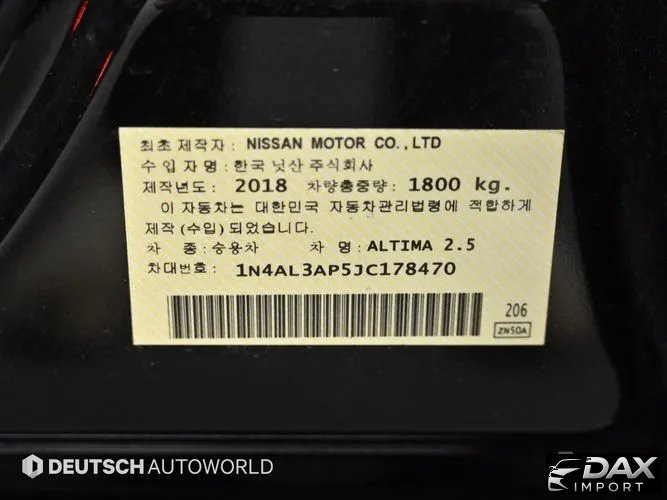 최초 제작자 : NISSAN MOTOR CO., LTD
수 입 자 명 : 한국 닛산 주식회사
제작년도 : 2018 차량총중량 : 1800 kg.
이 자동차는 대한민국 자동차관리법령에 적합하게
제작 (수입) 되었습니다.
차 종 : 승용차 차 명 : ALTIMA 2.5
차대번호 : 1N4AL3AP5JC178470
206
ZN50A
DEUTSCH AUTOWORLD
DAX
IMPORT